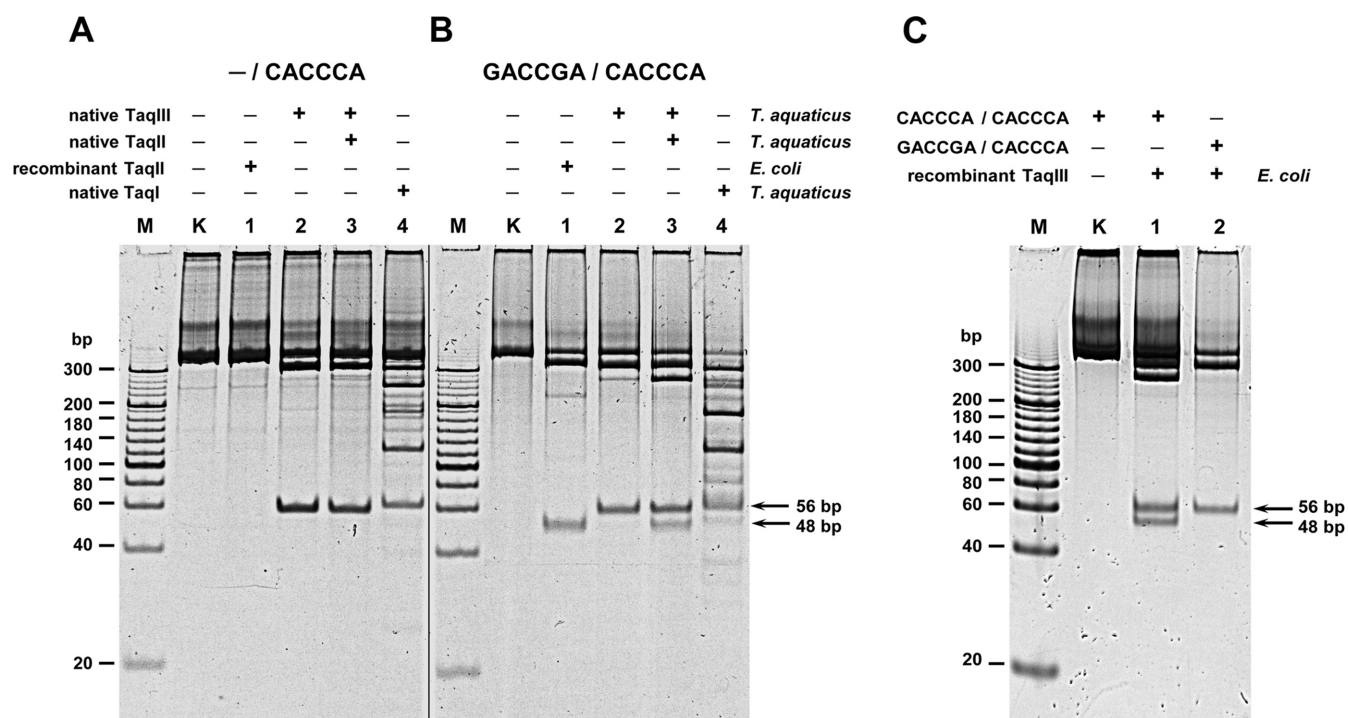 A
B
C
– / CACCCA
GACCGA / CACCCA
native TaqIII – – + + – – – + + – T. aquaticus
native TaqII – – – + – – – – + – T. aquaticus
recombinant TaqII – + – – – – + – – – E. coli
native TaqI – – – – + – – – – + T. aquaticus
CACCCA / CACCCA + + –
GACCGA / CACCCA – – +
recombinant TaqIII – + + E. coli
M K 1 2 3 4 M K 1 2 3 4
M K 1 2
bp
300
200
180
140
100
80
60
40
20
56 bp
48 bp
bp
300
200
180
140
100
80
60
40
20
56 bp
48 bp